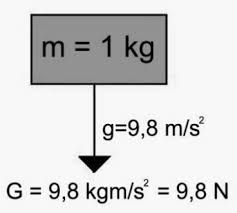 m = 1 kg
g=9,8 m/s²
G = 9,8 kgm/s² = 9,8 N